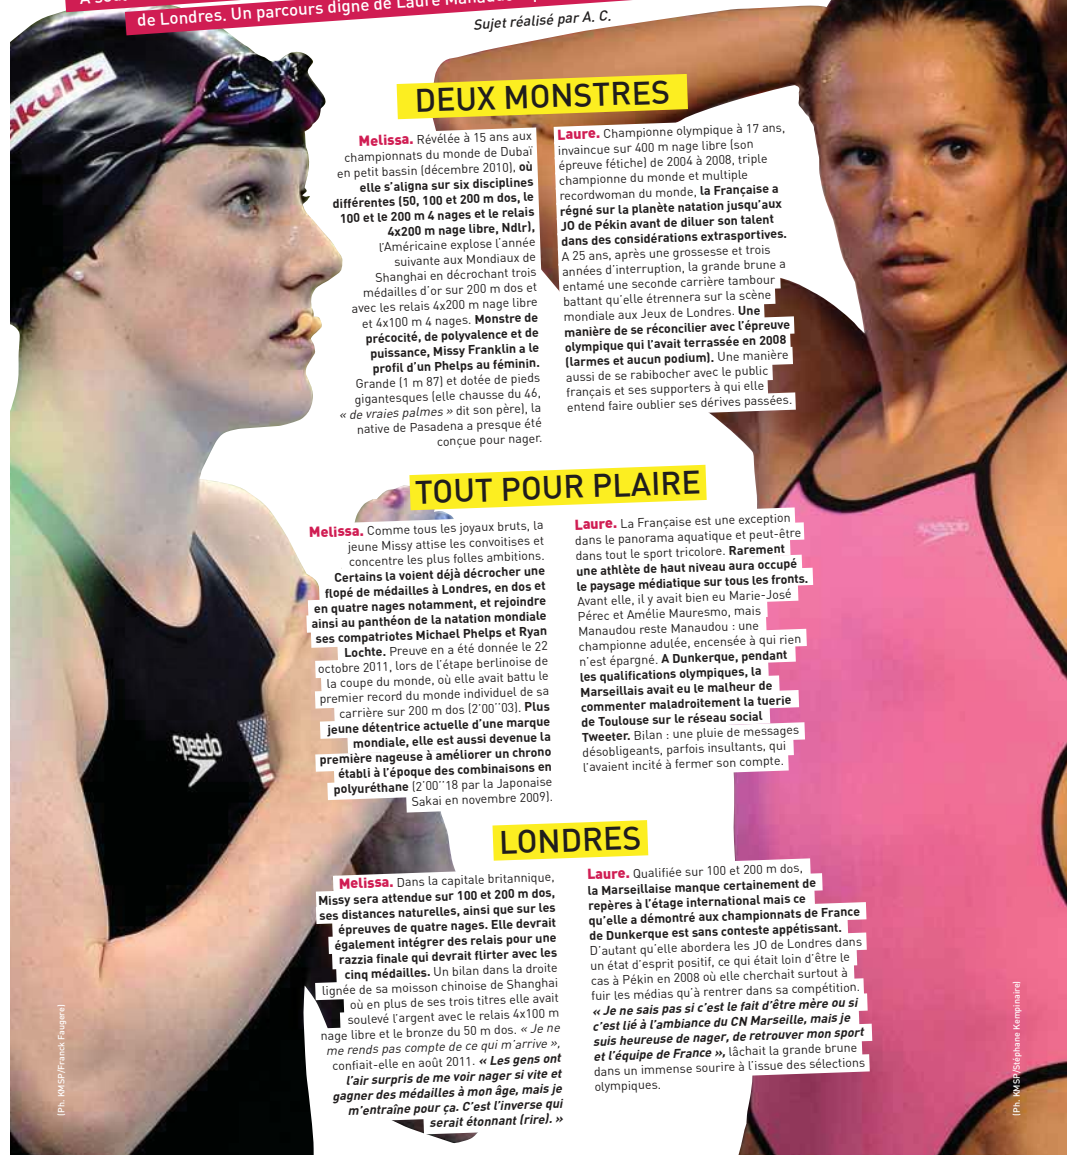 de Londres. Un parcours digne de Laure
Sujet réalisé par A. C.
akult
DEUX MONSTRES
Melissa. Révélée à 15 ans aux
championnats du monde de Dubaï
en petit bassin (décembre 2010), où
elle s'aligna sur six disciplines
différentes (50, 100 et 200 m dos, le
100 et le 200 m 4 nages et le relais
4x200 m nage libre, Ndlr),
l'Américaine explose l'année
suivante aux Mondiaux de
Shanghai en décrochant trois
médailles d'or sur 200 m dos et
avec les relais 4x200 m nage libre
et 4x100 m 4 nages. Monstre de
précocité, de polyvalence et de
puissance, Missy Franklin a le
profil d'un Phelps au féminin.
Grande (1 m 87) et dotée de pieds
gigantesques (elle chausse du 46,
« de vraies palmes » dit son père), la
native de Pasadena a presque été
conçue pour nager.
Laure. Championne olympique à 17 ans,
invaincue sur 400 m nage libre (son
épreuve fétiche) de 2004 à 2008, triple
championne du monde et multiple
recordwoman du monde, la Française a
régné sur la planète natation jusqu'aux
JO de Pékin avant de diluer son talent
dans des considérations extrasportives.
A 25 ans, après une grossesse et trois
années d'interruption, la grande brune a
entamé une seconde carrière tambour
battant qu'elle étrennera sur la scène
mondiale aux Jeux de Londres. Une
manière de se réconcilier avec l'épreuve
olympique qui l'avait terrassée en 2008
(larmes et aucun podium). Une manière
aussi de se rabibocher avec le public
français et ses supporters à qui elle
entend faire oublier ses dérives passées.
TOUT POUR PLAIRE
Melissa. Comme tous les joyaux bruts, la
jeune Missy attise les convoitises et
concentre les plus folles ambitions.
Certains la voient déjà décrocher une
flopé de médailles à Londres, en dos et
en quatre nages notamment, et rejoindre
ainsi au panthéon de la natation mondiale
ses compatriotes Michael Phelps et Ryan
Lochte. Preuve en a été donnée le 22
octobre 2011, lors de l'étape berlinoise de
la coupe du monde, où elle avait battu le
premier record du monde individuel de sa
carrière sur 200 m dos (2'00''03). Plus
jeune détentrice actuelle d'une marque
mondiale, elle est aussi devenue la
première nageuse à améliorer un chrono
établi à l'époque des combinaisons en
polyuréthane (2'00''18 par la Japonaise
Sakai en novembre 2009).
Laure. La Française est une exception
dans le panorama aquatique et peut-être
dans tout le sport tricolore. Rarement
une athlète de haut niveau aura occupé
le paysage médiatique sur tous les fronts.
Avant elle, il y avait bien eu Marie-José
Pérec et Amélie Mauresmo, mais
Manaudou reste Manaudou : une
championne adulée, encensée à qui rien
n'est épargné. A Dunkerque, pendant
les qualifications olympiques, la
Marseillais avait eu le malheur de
commenter maladroitement la tuerie
de Toulouse sur le réseau social
Tweeter. Bilan : une pluie de messages
désobligeants, parfois insultants, qui
l'avaient incité à fermer son compte.
speedo
speedo
LONDRES
Melissa. Dans la capitale britannique,
Missy sera attendue sur 100 et 200 m dos,
ses distances naturelles, ainsi que sur les
épreuves de quatre nages. Elle devrait
également intégrer des relais pour une
razzia finale qui devrait flirter avec les
cinq médailles. Un bilan dans la droite
lignée de sa moisson chinoise de Shanghai
où en plus de ses trois titres elle avait
soulevé l'argent avec le relais 4x100 m
nage libre et le bronze du 50 m dos. « Je ne
me rends pas compte de ce qui m'arrive »,
confiait-elle en août 2011. « Les gens ont
l'air surpris de me voir nager si vite et
gagner des médailles à mon âge, mais je
m'entraîne pour ça. C'est l'inverse qui
serait étonnant (rire). »
Laure. Qualifiée sur 100 et 200 m dos,
la Marseillaise manque certainement de
repères à l'étage international mais ce
qu'elle a démontré aux championnats de France
de Dunkerque est sans conteste appétissant.
D'autant qu'elle abordera les JO de Londres dans
un état d'esprit positif, ce qui était loin d'être le
cas à Pékin en 2008 où elle cherchait surtout à
fuir les médias qu'à rentrer dans sa compétition.
« Je ne sais pas si c'est le fait d'être mère ou si
c'est lié à l'ambiance du CN Marseille, mais je
suis heureuse de nager, de retrouver mon sport
et l'équipe de France », lâchait la grande brune
dans un immense sourire à l'issue des sélections
olympiques.
(Ph. KMSP/Franck Faugere)
(Ph. KMSP/Stéphane Kempinaire)